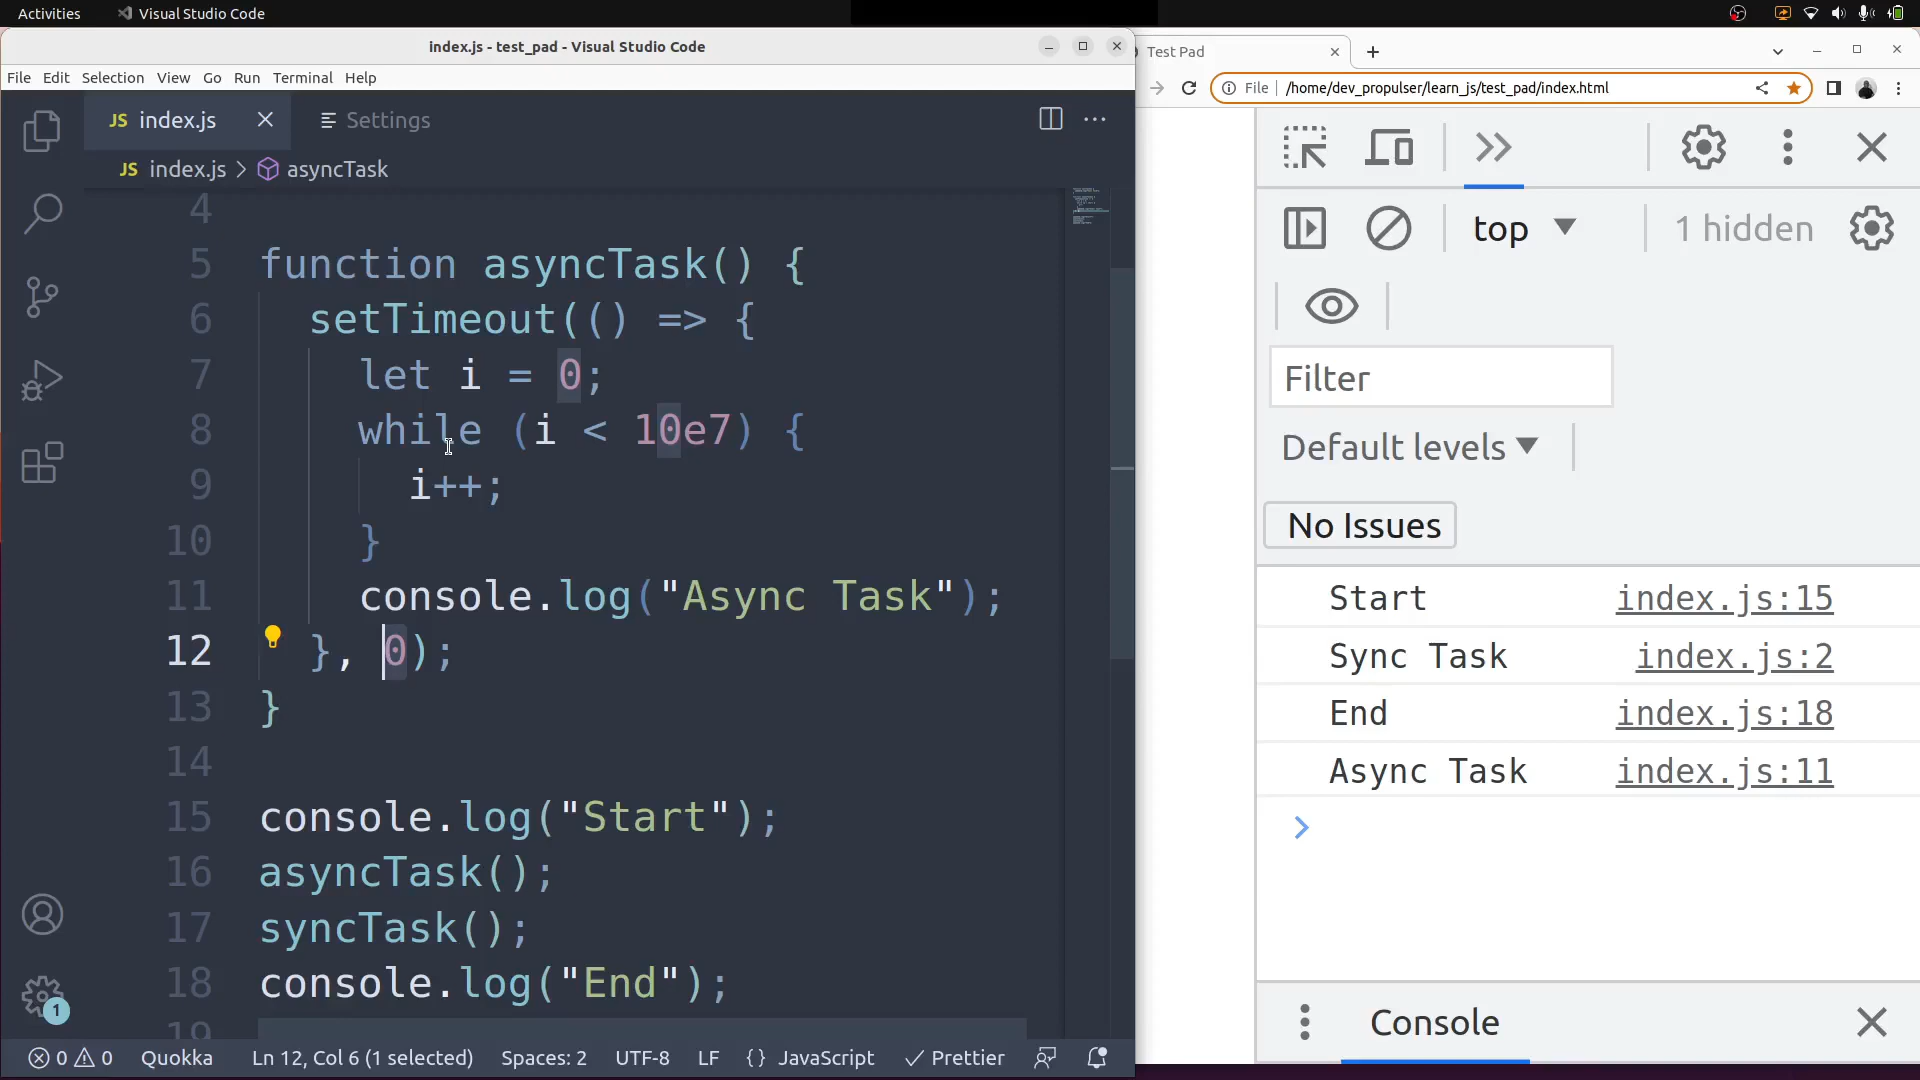 Activities Visual Studio Code
index.js - test_pad - Visual Studio Code
File Edit Selection View Go Run Terminal Help
JS index.js Settings
JS index.js > asyncTask
4
5 function asyncTask() {
6 setTimeout(() => {
7 let i = 0;
8 while (i < 10e7) {
9 i++;
10 }
11 console.log("Async Task");
12 }, 0);
13 }
14
15 console.log("Start");
16 asyncTask();
17 syncTask();
18 console.log("End");
19
1
0 0 Quokka Ln 12, Col 6 (1 selected) Spaces: 2 UTF-8 LF {} JavaScript Prettier
Test Pad
File /home/dev_propulser/learn_js/test_pad/index.html
top 1 hidden
Filter
Default levels
No Issues
Start index.js:15
Sync Task index.js:2
End index.js:18
Async Task index.js:11
Console